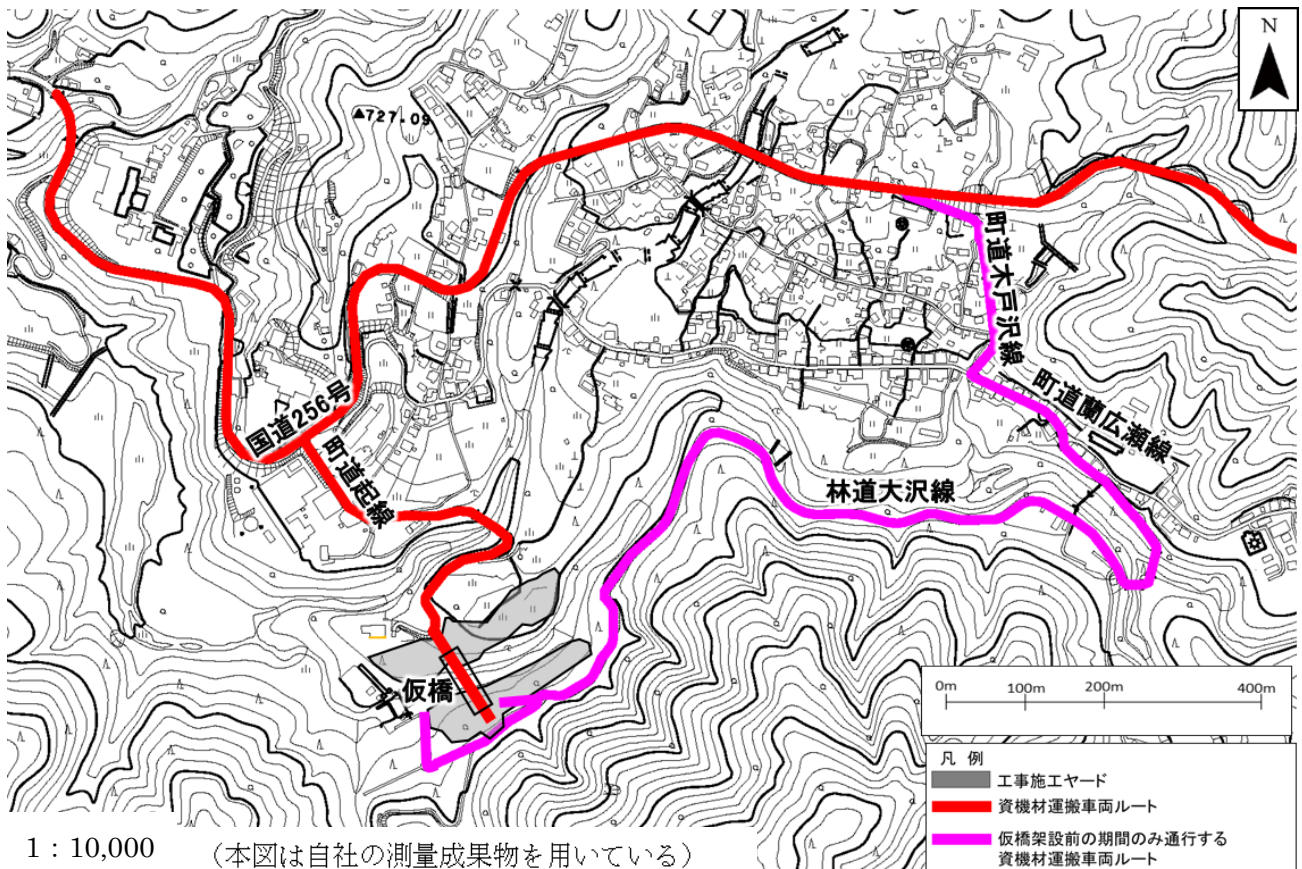 N
▲727.09
町道木戸沢線
町道蘭広瀬線
国道256号
町道起線
林道大沢線
仮橋
0m 100m 200m 400m
凡 例
工事施工ヤード
資機材運搬車両ルート
仮橋架設前の期間のみ通行する
資機材運搬車両ルート
1：10,000 （本図は自社の測量成果物を用いている）